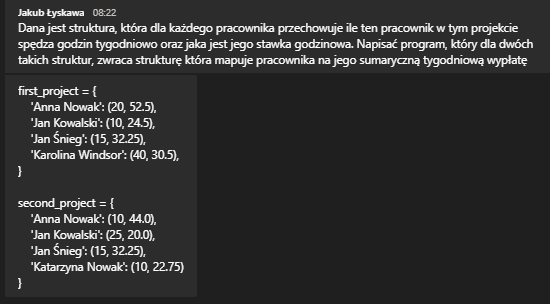 Jakub Łyskawa 08:22
Dana jest struktura, która dla każdego pracownika przechowuje ile ten pracownik w tym projekcie
spędza godzin tygodniowo oraz jaka jest jego stawka godzinowa. Napisać program, który dla dwóch
takich struktur, zwraca strukturę która mapuje pracownika na jego sumaryczną tygodniową wypłatę
first_project = {
'Anna Nowak': (20, 52.5),
'Jan Kowalski': (10, 24.5),
'Jan Śnieg': (15, 32.25),
'Karolina Windsor': (40, 30.5),
}
second_project = {
'Anna Nowak': (10, 44.0),
'Jan Kowalski': (25, 20.0),
'Jan Śnieg': (15, 32.25),
'Katarzyna Nowak': (10, 22.75)
}